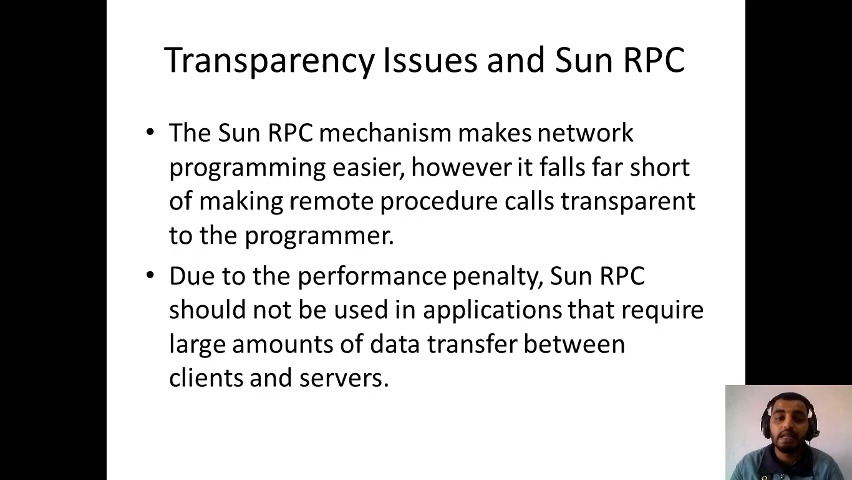 Transparency Issues and Sun RPC
• The Sun RPC mechanism makes network
programming easier, however it falls far short
of making remote procedure calls transparent
to the programmer.
• Due to the performance penalty, Sun RPC
should not be used in applications that require
large amounts of data transfer between
clients and servers.